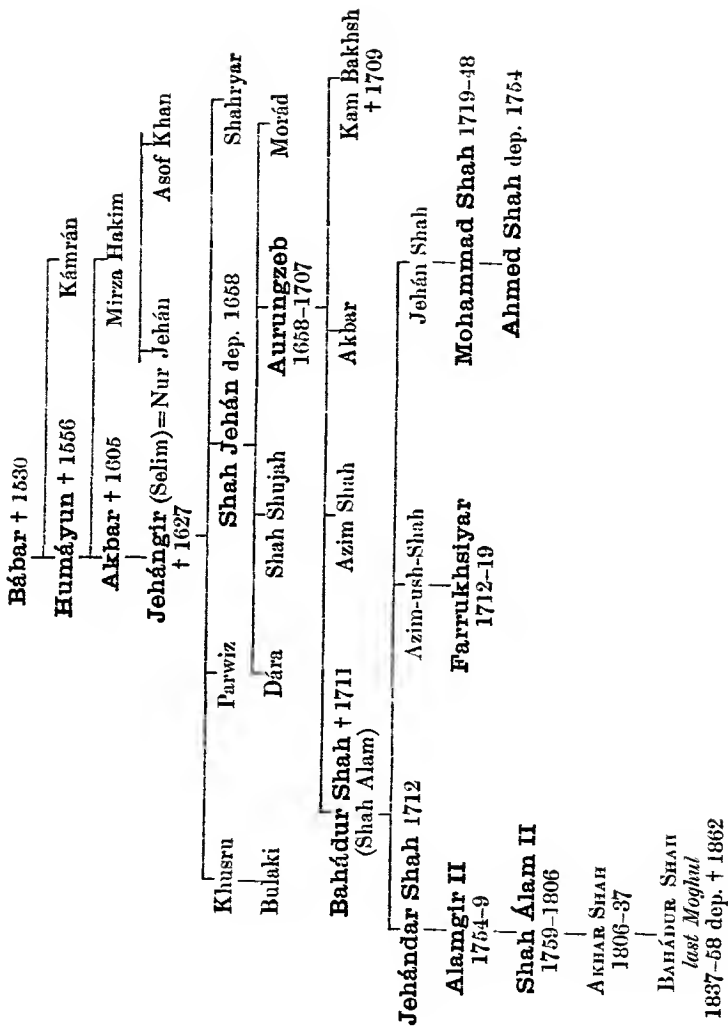 Bábar † 1530
Humáyun † 1556 Kámrán
Akbar † 1605 Mirza Hakim
Jehángir (Selim)=Nur Jehán Asof Khan
† 1627
Khusru Parwiz Shah Jehán dep. 1658 Shahryar
Bulaki Dára Shah Shujah Aurungzeb Morád
1658–1707
Bahádur Shah † 1711 Azim Shah Akbar Kam Bakhsh
(Shah Alam) † 1709
Jehándar Shah 1712 Azim-ush-Shah Jehán Shah
Alamgir II Farrukhsiyar Mohammad Shah 1719–48
1754–9 1712–19
Shah Álam II Ahmed Shah dep. 1754
1759–1806
AKHAR SHAH
1806–37
BAHÁDUR SHAH
last Moghul
1837–58 dep. † 1862